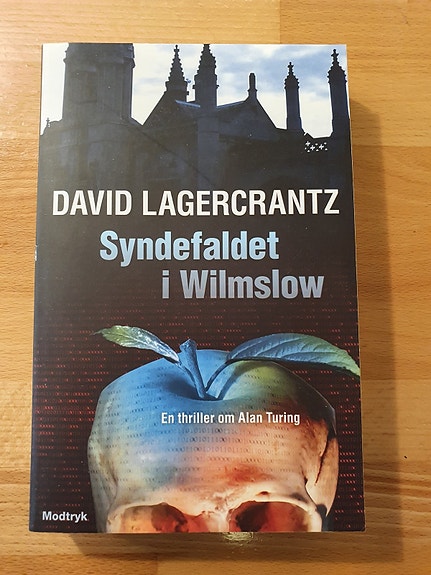 DAVID LAGERCRANTZ
Syndefaldet
i Wilmslow
En thriller om Alan Turing
Modtryk